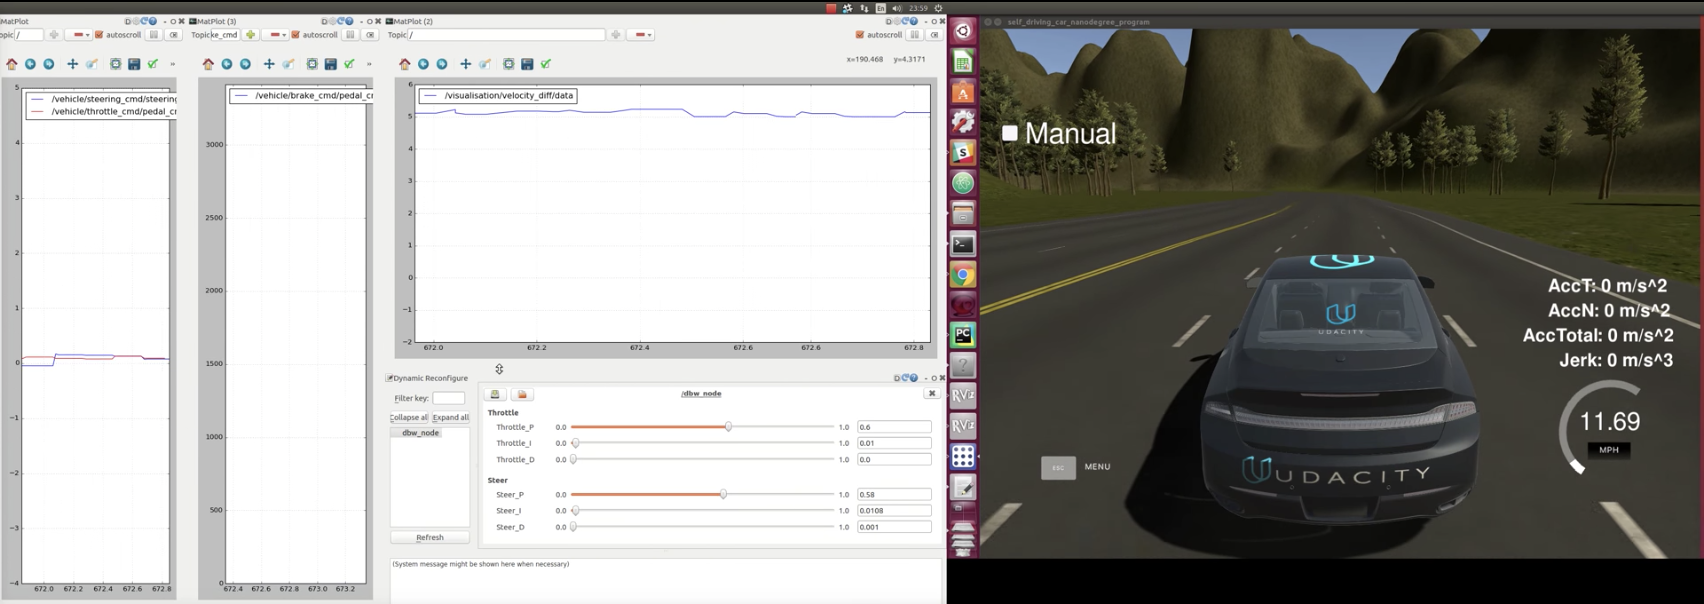 En 23:59
MatPlot
MatPlot (3)
MatPlot (2)
opic / autoscroll
Topic ke_cmd autoscroll
Topic / autoscroll
x=190.468 y=4.3171
/vehicle/steering_cmd/steering
/vehicle/throttle_cmd/pedal_c
5
4
3
2
1
0
−1
−2
−3
−4
672.0 672.2 672.4 672.6 672.8
/vehicle/brake_cmd/pedal_c
3000
2500
2000
1500
1000
500
0
672.4 672.6 672.8 673.0 673.2
/visualisation/velocity_diff/data
6
5
4
3
2
1
0
−1
−2
672.0 672.2 672.4 672.6 672.6 672.8
Dynamic Reconfigure
Filter key:
Collapse al Expand all
dbw_node
Refresh
/dbw_node
Throttle
Throttle_P 0.0 1.0 0.6
Throttle_I 0.0 1.0 0.01
Throttle_D 0.0 1.0 0.0
Steer
Steer_P 0.0 1.0 0.58
Steer_I 0.0 1.0 0.0108
Steer_D 0.0 1.0 0.001
(System message might be shown here when necessary)
self_driving_car_nanodegree_program
Manual
AccT: 0 m/s^2
AccN: 0 m/s^2
AccTotal: 0 m/s^2
Jerk: 0 m/s^3
11.69
MPH
ESC MENU
UDACITY
UDACITY
PC